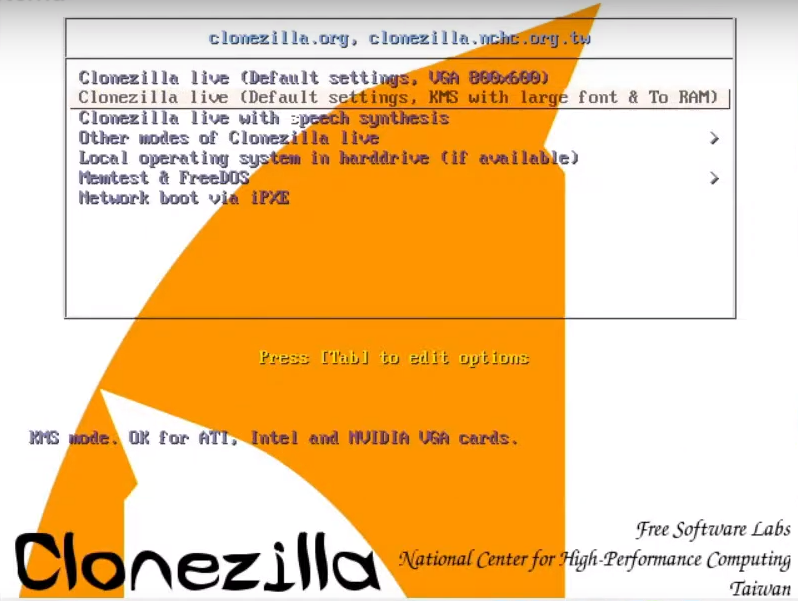 clonezilla.org, clonezilla.nchc.org.tw
Clonezilla live (Default settings, VGA 800x600)
Clonezilla live (Default settings, KMS with large font & To RAM)
Clonezilla live with speech synthesis
Other modes of Clonezilla live >
Local operating system in harddrive (if available)
Memtest & FreeDOS >
Network boot via iPXE
Press [Tab] to edit options
KMS mode. OK for ATI, Intel and NVIDIA VGA cards.
Free Software Labs
Clonezilla National Center for High-Performance Computing
Taiwan